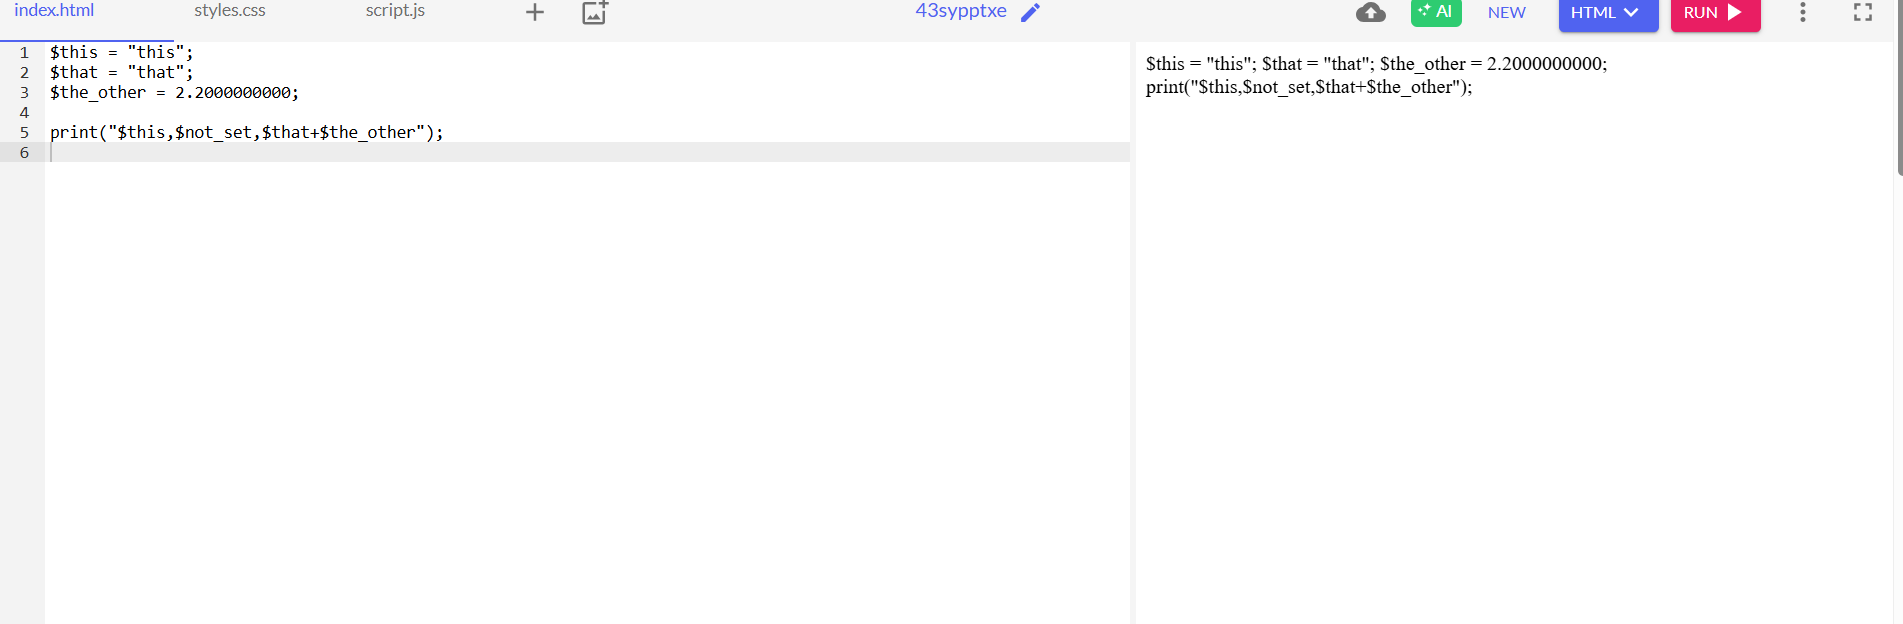 index.html styles.css script.js 43sypptxe AI NEW HTML RUN
1 $this = "this";
2 $that = "that";
3 $the_other = 2.2000000000;
4
5 print("$this,$not_set,$that+$the_other");
6
$this = "this"; $that = "that"; $the_other = 2.2000000000;
print("$this,$not_set,$that+$the_other");